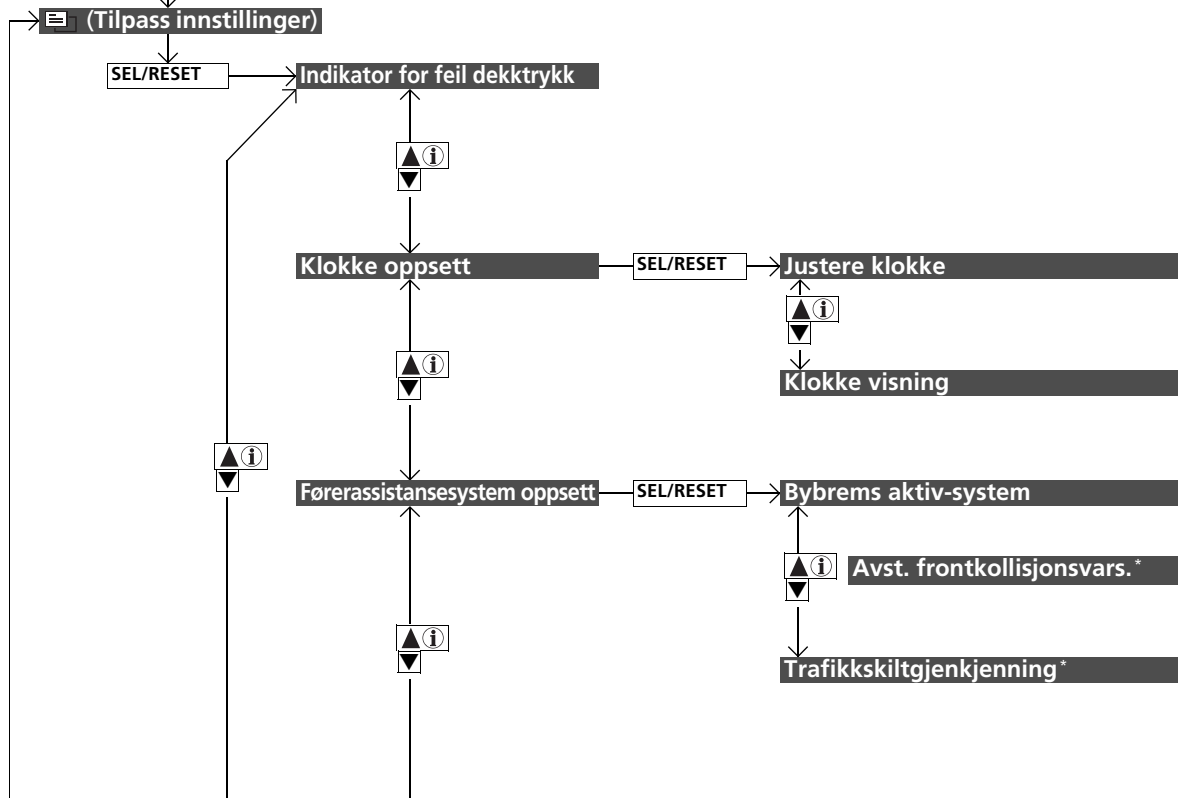 (Tilpass innstillinger)
SEL/RESET
Indikator for feil dekktrykk
▲ⓘ
▼
Klokke oppsett
SEL/RESET
Justere klokke
▲ⓘ
▼
Klokke visning
▲ⓘ
▼
▲ⓘ
▼
Førerassistansesystem oppsett
SEL/RESET
Bybrems aktiv-system
▲ⓘ
▼
Avst. frontkollisjonsvars.*
Trafikkskiltgjenkjenning*
▲ⓘ
▼